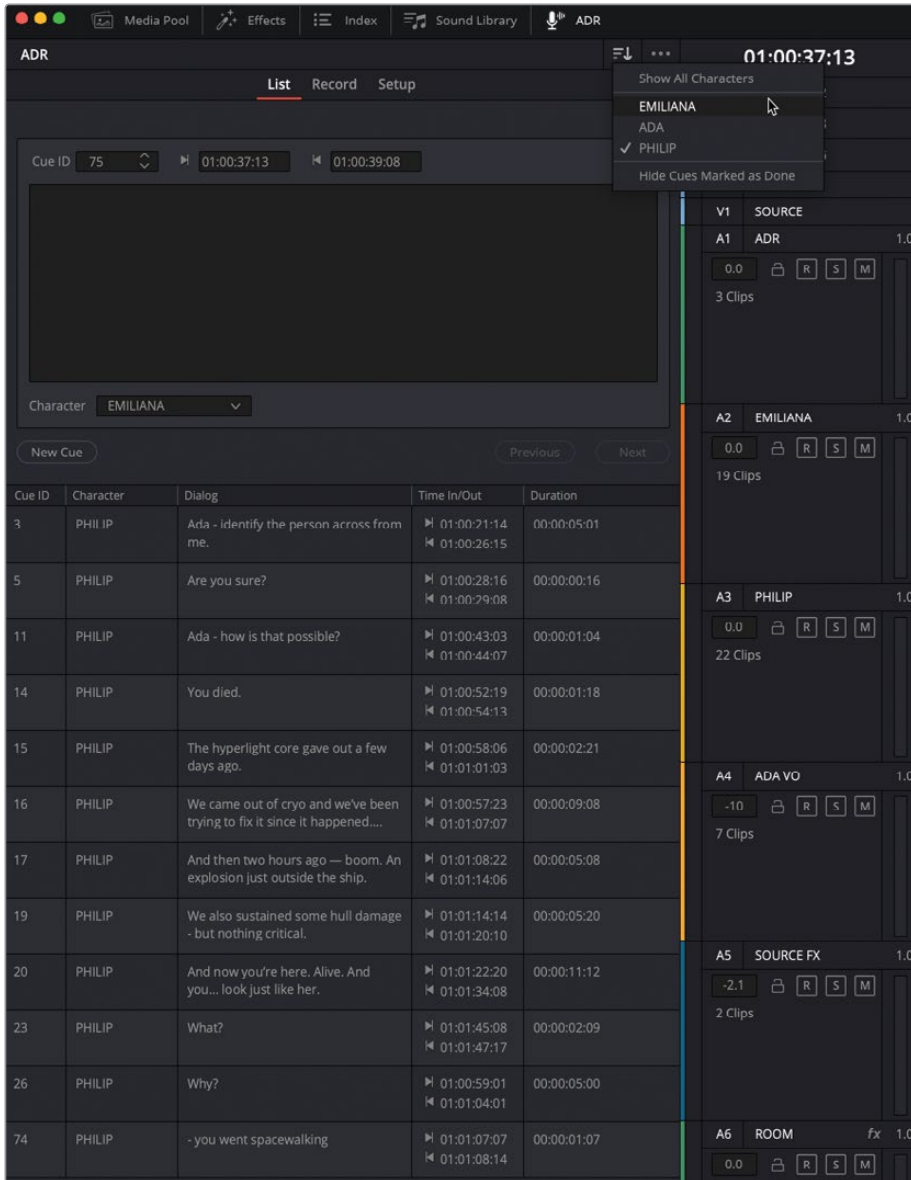 Media Pool Effects Index Sound Library ADR
ADR 01:00:37:13
List Record Setup
Show All Characters
EMILIANA
ADA
PHILIP
Hide Cues Marked as Done
Cue ID 75 01:00:37:13 01:00:39:08
Character EMILIANA
New Cue Previous Next
Cue ID Character Dialog Time In/Out Duration
3 PHILIP Ada - identify the person across from 01:00:21:14 00:00:05:01
me. 01:00:26:15
5 PHILIP Are you sure? 01:00:28:16 00:00:00:16
01:00:29:08
11 PHILIP Ada - how is that possible? 01:00:43:03 00:00:01:04
01:00:44:07
14 PHILIP You died. 01:00:52:19 00:00:01:18
01:00:54:13
15 PHILIP The hyperlight core gave out a few 01:00:58:06 00:00:02:21
days ago. 01:01:01:03
16 PHILIP We came out of cryo and we've been 01:00:57:23 00:00:09:08
trying to fix it since it happened.... 01:01:07:07
17 PHILIP And then two hours ago — boom. An 01:01:08:22 00:00:05:08
explosion just outside the ship. 01:01:14:06
19 PHILIP We also sustained some hull damage 01:01:14:14 00:00:05:20
- but nothing critical. 01:01:20:10
20 PHILIP And now you're here. Alive. And 01:01:22:20 00:00:11:12
you... look just like her. 01:01:34:08
23 PHILIP What? 01:01:45:08 00:00:02:09
01:01:47:17
26 PHILIP Why? 01:00:59:01 00:00:05:00
01:01:04:01
74 PHILIP - you went spacewalking 01:01:07:07 00:00:01:07
01:01:08:14
V1 SOURCE
A1 ADR 1.0
0.0 R S M
3 Clips
A2 EMILIANA 1.0
0.0 R S M
19 Clips
A3 PHILIP 1.0
0.0 R S M
22 Clips
A4 ADA VO 1.0
-10 R S M
7 Clips
A5 SOURCE FX 1.0
-2.1 R S M
2 Clips
A6 ROOM fx 1.0
0.0 R S M